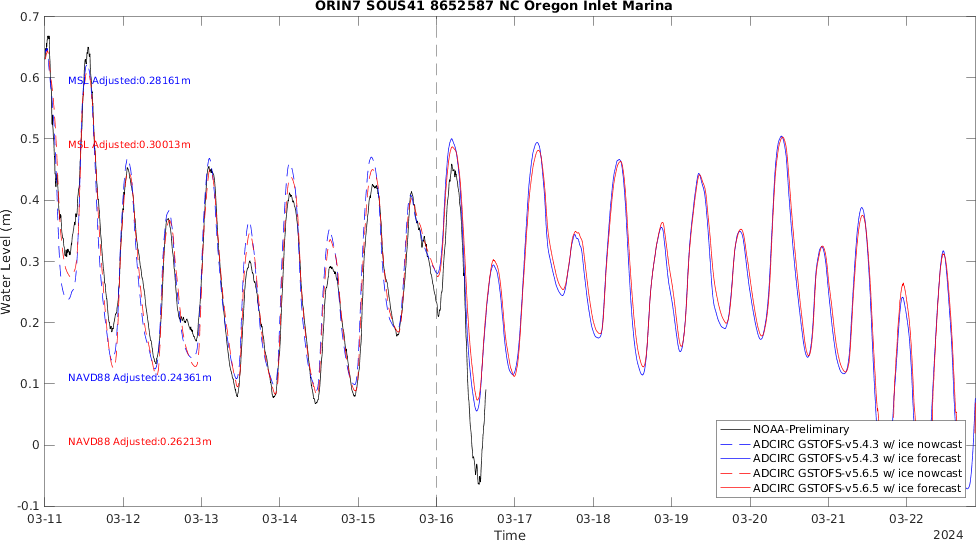 ORIN7 SOUS41 8652587 NC Oregon Inlet Marina
0.7
0.6
0.5
0.4
0.3
0.2
0.1
0
-0.1
Water Level (m)
MSL Adjusted:0.28161m
MSL Adjusted:0.30013m
NAVD88 Adjusted:0.24361m
NAVD88 Adjusted:0.26213m
NOAA-Preliminary
ADCIRC GSTOFS-v5.4.3 w/ ice nowcast
ADCIRC GSTOFS-v5.4.3 w/ ice forecast
ADCIRC GSTOFS-v5.6.5 w/ ice nowcast
ADCIRC GSTOFS-v5.6.5 w/ ice forecast
03-11 03-12 03-13 03-14 03-15 03-16 03-17 03-18 03-19 03-20 03-21 03-22
Time
2024